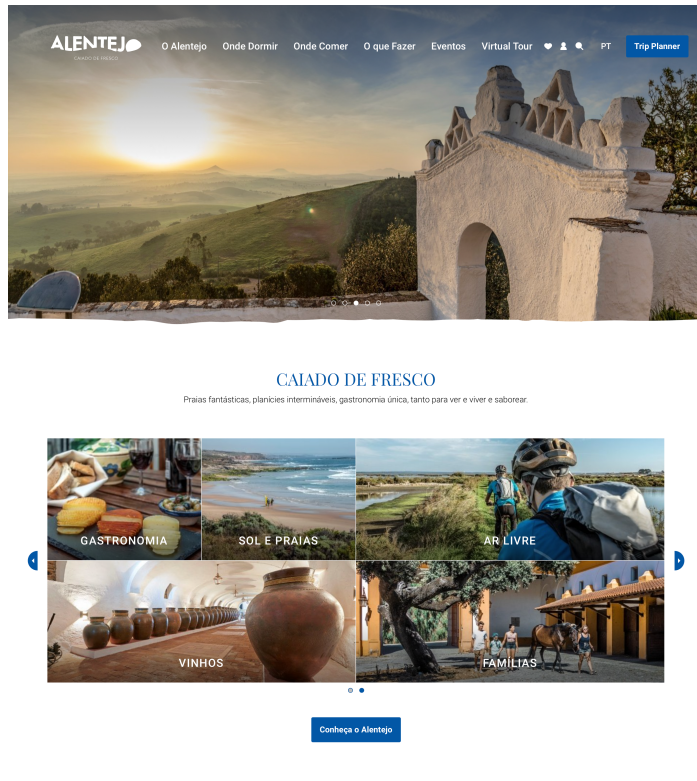 ALENTEJO
CAIADO DE FRESCO
O Alentejo
Onde Dormir
Onde Comer
O que Fazer
Eventos
Virtual Tour
PT
Trip Planner
CAIADO DE FRESCO
Praias fantásticas, planícies intermináveis, gastronomia única, tanto para ver e viver e saborear.
GASTRONOMIA
SOL E PRAIAS
AR LIVRE
VINHOS
FAMÍLIAS
Conheça o Alentejo